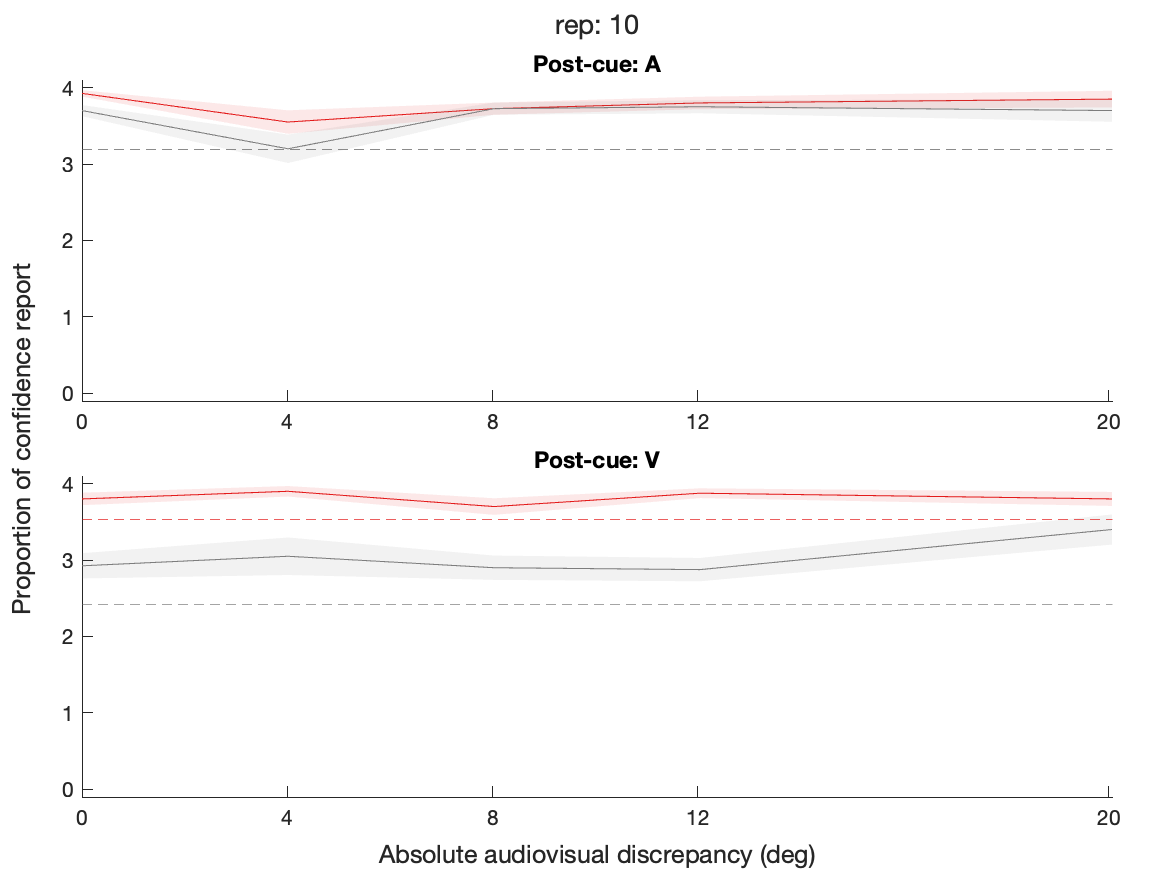 rep: 10
Post-cue: A
4
3
2
1
0
0 4 8 12 20
Proportion of confidence report
Post-cue: V
4
3
2
1
0
0 4 8 12 20
Absolute audiovisual discrepancy (deg)